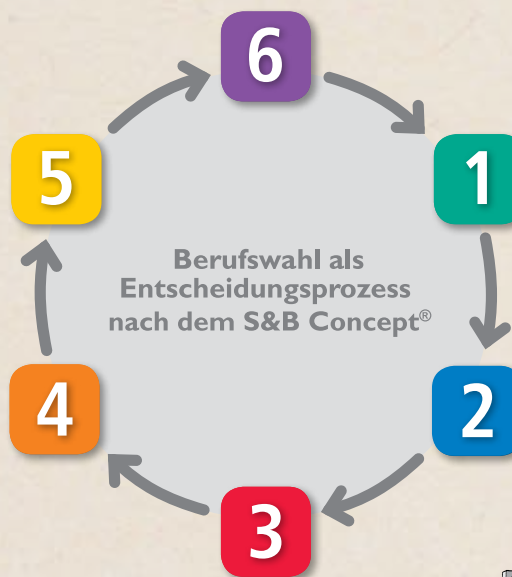 6
5
1
Berufswahl als
Entscheidungsprozess
nach dem S&B Concept®
4
2
3